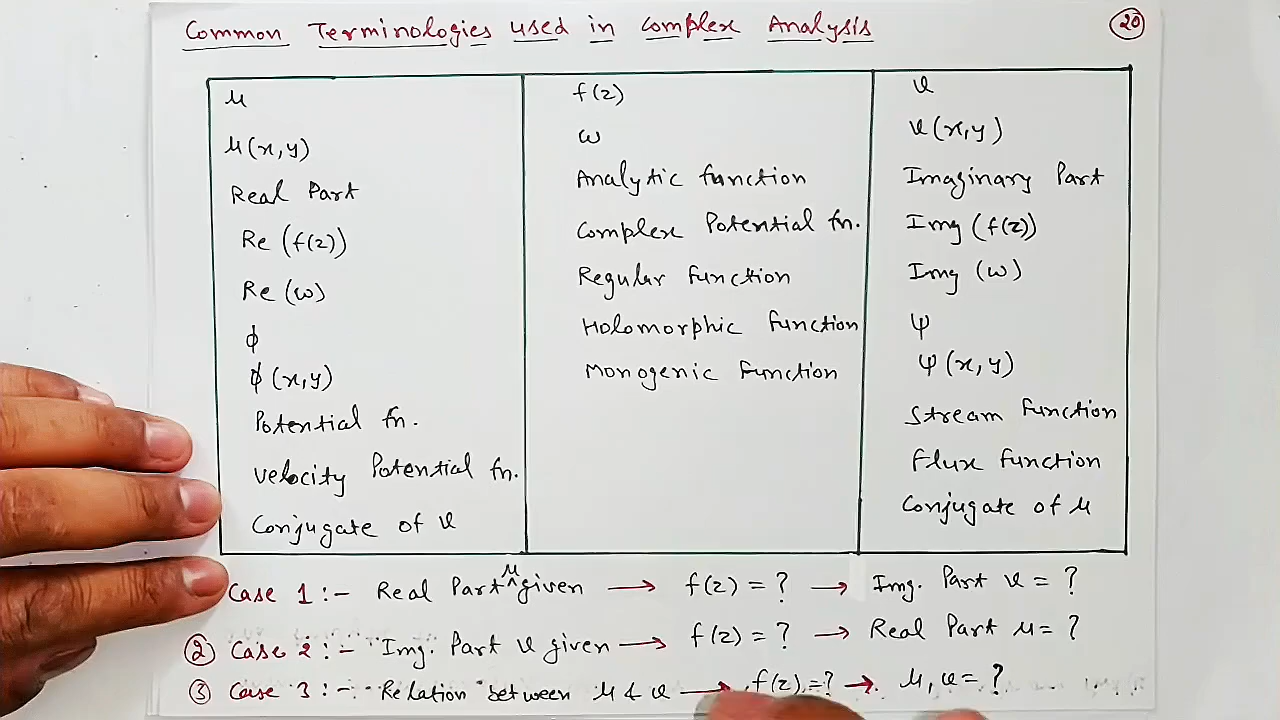 Common Terminologies used in Complex Analysis
20
u
u(x,y)
Real Part
Re (f(z))
Re (ω)
ϕ
ϕ(x,y)
Potential fn.
Velocity Potential fn.
Conjugate of v
f(z)
ω
Analytic function
Complex Potential fn.
Regular function
Holomorphic function
Monogenic function
v
v(x,y)
Imaginary Part
Img (f(z))
Img (ω)
ψ
ψ(x,y)
Stream function
Flux function
Conjugate of u
Case 1 :- Real Part u given → f(z) = ? → Img. Part v = ?
② Case 2 :- Img. Part v given → f(z) = ? → Real Part u = ?
③ Case 3 :- Relation between u & v → f(z) = ? → u, v = ?